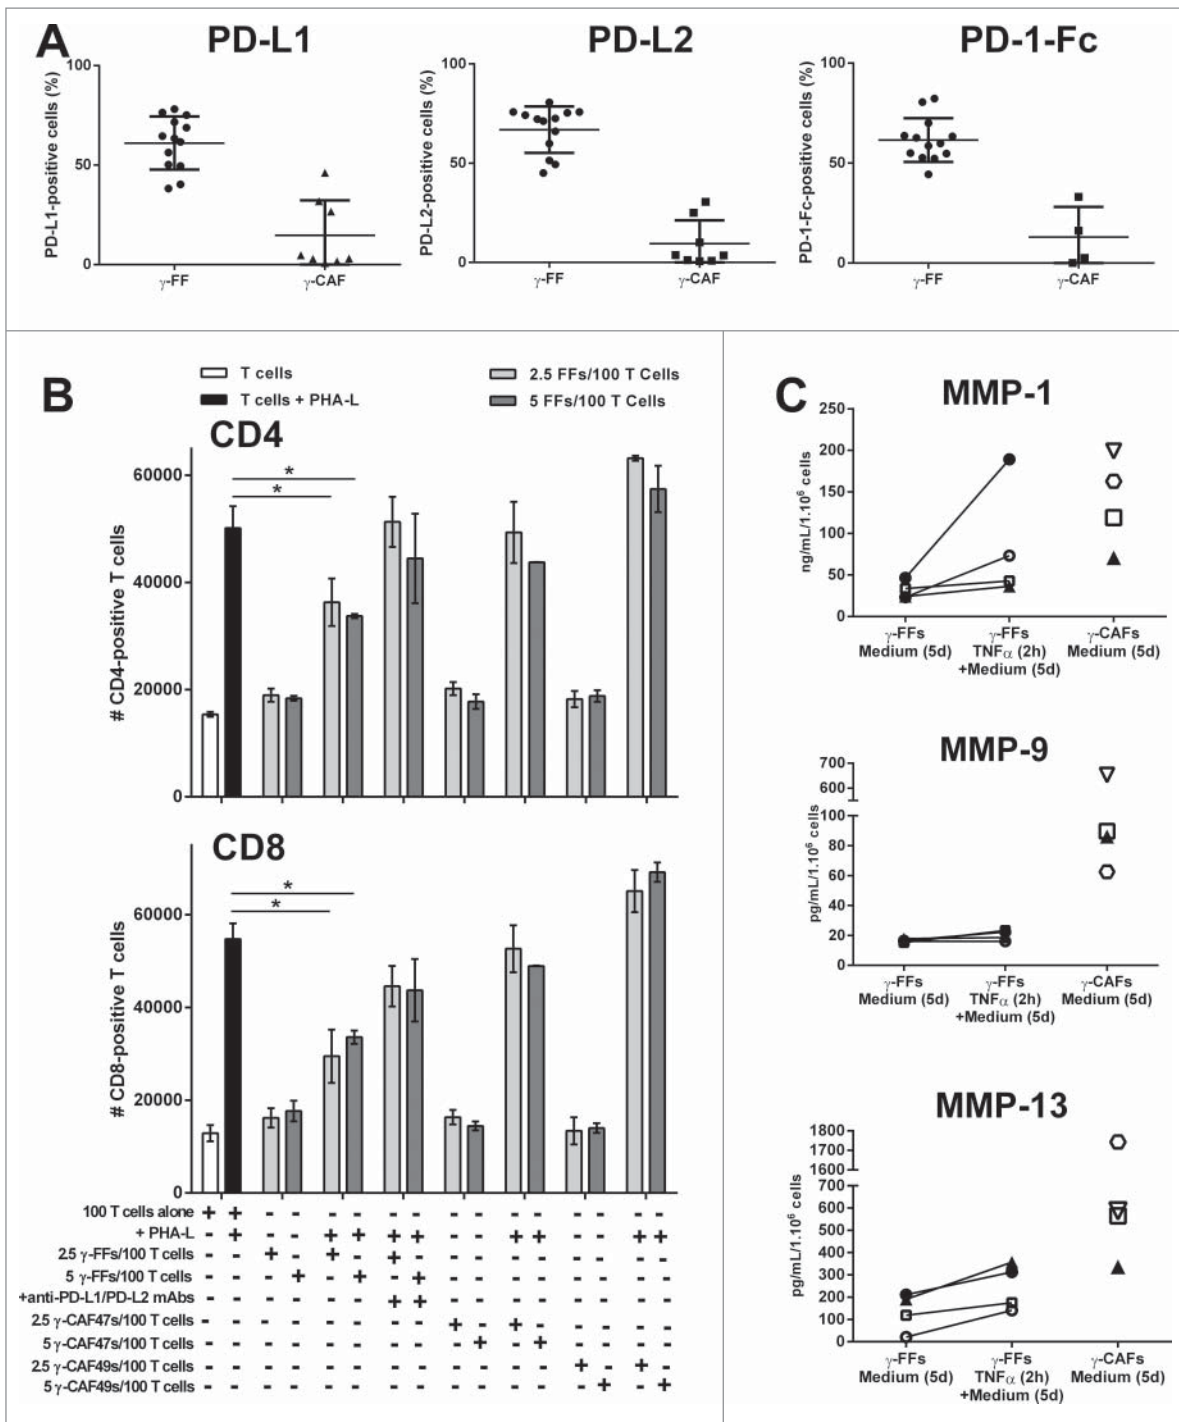 A
PD-L1
PD-L2
PD-1-Fc
PD-L1-positive cells (%)
100
50
0
γ-FF
γ-CAF
PD-L2-positive cells (%)
100
50
0
γ-FF
γ-CAF
PD-1-Fc-positive cells (%)
100
50
0
γ-FF
γ-CAF
B
T cells
T cells + PHA-L
2.5 FFs/100 T Cells
5 FFs/100 T Cells
CD4
# CD4-positive T cells
60000
40000
20000
0
*
*
CD8
# CD8-positive T cells
60000
40000
20000
0
*
*
100 T cells alone + + - - - - - - - - - - - - - -
+ PHA-L - + - - + + + + - - + + - - + +
2.5 γ-FFs/100 T cells - - + - + - + - - - - - - - - -
5 γ-FFs/100 T cells - - - + - + - + - - - - - - - -
+anti-PD-L1/PD-L2 mAbs - - - - - - + + - - - - - - - -
2.5 γ-CAF47s/100 T cells - - - - - - - - + - + - - - - -
5 γ-CAF47s/100 T cells - - - - - - - - - + - + - - - -
2.5 γ-CAF49s/100 T cells - - - - - - - - - - - - + - + -
5 γ-CAF49s/100 T cells - - - - - - - - - - - - - + - +
C
MMP-1
ng/mL/1.10⁶ cells
250
200
150
100
50
0
γ-FFs γ-FFs γ-CAFs
Medium (5d) TNFα (2h) Medium (5d)
+Medium (5d)
MMP-9
pg/mL/1.10⁶ cells
700
600
100
80
60
40
20
0
γ-FFs γ-FFs γ-CAFs
Medium (5d) TNFα (2h) Medium (5d)
+Medium (5d)
MMP-13
pg/mL/1.10⁶ cells
1800
1700
1600
700
600
500
400
300
200
100
0
γ-FFs γ-FFs γ-CAFs
Medium (5d) TNFα (2h) Medium (5d)
+Medium (5d)